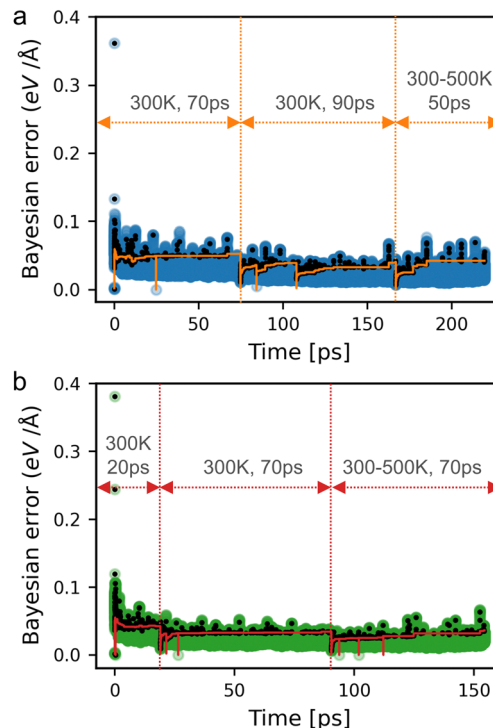 a
0.4
0.3
0.2
0.1
0.0
Bayesian error (eV /Å)
300K, 70ps
300K, 90ps
300-500K
50ps
0
50
100
150
200
Time [ps]
b
0.4
0.3
0.2
0.1
0.0
Bayesian error (eV /Å)
300K
20ps
300K, 70ps
300-500K, 70ps
0
50
100
150
Time [ps]